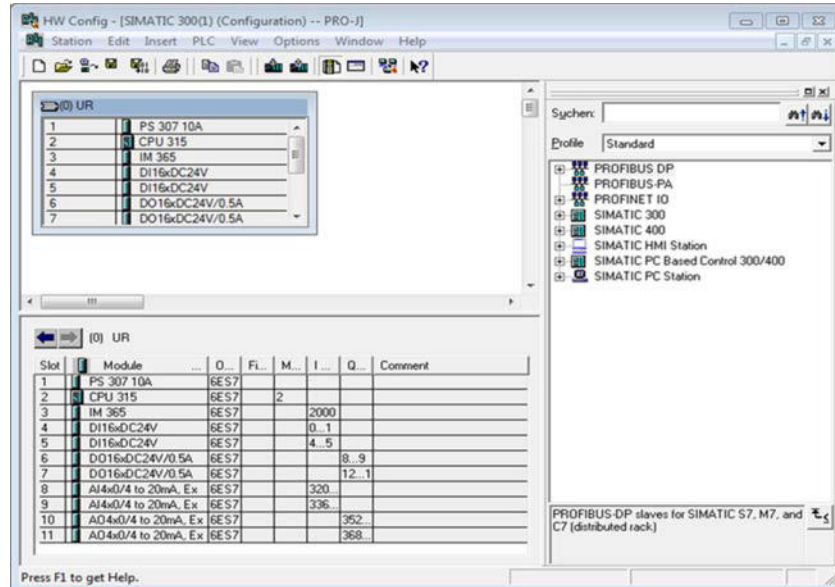 HW Config - [SIMATIC 300(1) (Configuration) -- PRO-J]
Station Edit Insert PLC View Options Window Help
(0) UR
1 PS 307 10A
2 CPU 315
3 IM 365
4 DI16xDC24V
5 DI16xDC24V
6 DO16xDC24V/0.5A
7 DO16xDC24V/0.5A
Suchen:
Profile Standard
PROFIBUS DP
PROFIBUS-PA
PROFINET IO
SIMATIC 300
SIMATIC 400
SIMATIC HMI Station
SIMATIC PC Based Control 300/400
SIMATIC PC Station
(0) UR
Slot Module ... O... Fi... M... I ... Q... Comment
1 PS 307 10A 6ES7
2 CPU 315 6ES7 2
3 IM 365 6ES7 2000
4 DI16xDC24V 6ES7 0...1
5 DI16xDC24V 6ES7 4...5
6 DO16xDC24V/0.5A 6ES7 8...9
7 DO16xDC24V/0.5A 6ES7 12...1
8 AI4x0/4 to 20mA, Ex 6ES7 320...
9 AI4x0/4 to 20mA, Ex 6ES7 336...
10 AO4x0/4 to 20mA, Ex 6ES7 352...
11 AO4x0/4 to 20mA, Ex 6ES7 368...
PROFIBUS-DP slaves for SIMATIC S7, M7, and
C7 (distributed rack)
Press F1 to get Help.